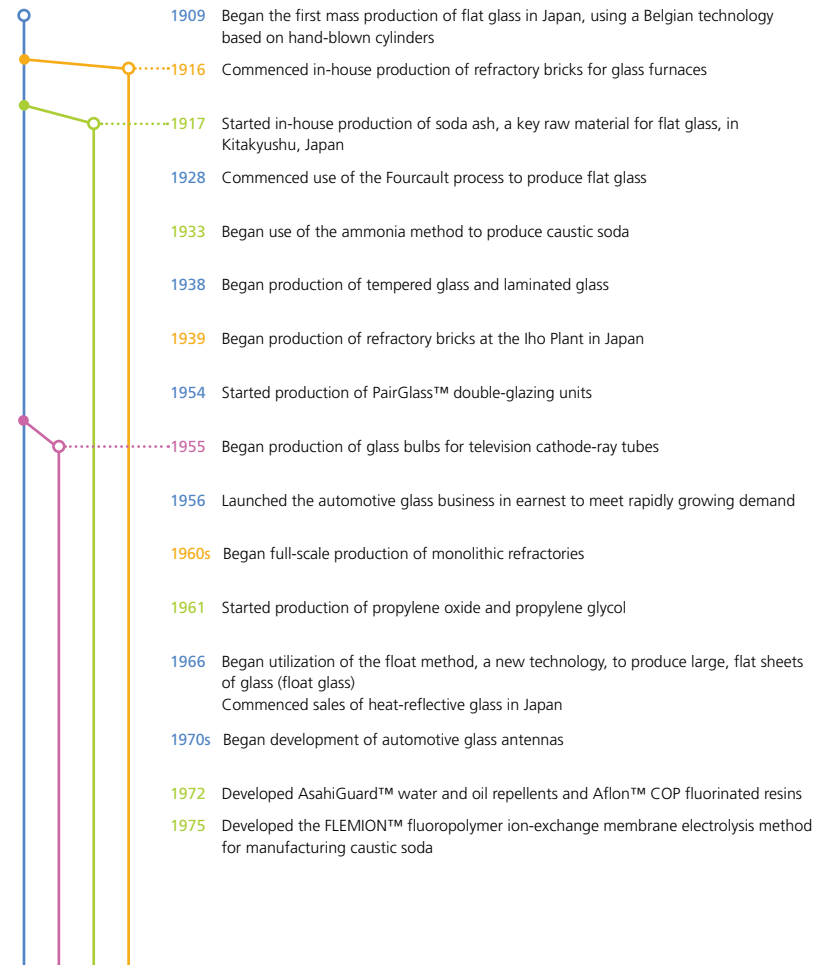 1909 Began the first mass production of flat glass in Japan, using a Belgian technology
based on hand-blown cylinders
1916 Commenced in-house production of refractory bricks for glass furnaces
1917 Started in-house production of soda ash, a key raw material for flat glass, in
Kitakyushu, Japan
1928 Commenced use of the Fourcault process to produce flat glass
1933 Began use of the ammonia method to produce caustic soda
1938 Began production of tempered glass and laminated glass
1939 Began production of refractory bricks at the Iho Plant in Japan
1954 Started production of PairGlass™ double-glazing units
1955 Began production of glass bulbs for television cathode-ray tubes
1956 Launched the automotive glass business in earnest to meet rapidly growing demand
1960s Began full-scale production of monolithic refractories
1961 Started production of propylene oxide and propylene glycol
1966 Began utilization of the float method, a new technology, to produce large, flat sheets
of glass (float glass)
Commenced sales of heat-reflective glass in Japan
1970s Began development of automotive glass antennas
1972 Developed AsahiGuard™ water and oil repellents and Aflon™ COP fluorinated resins
1975 Developed the FLEMION™ fluoropolymer ion-exchange membrane electrolysis method
for manufacturing caustic soda